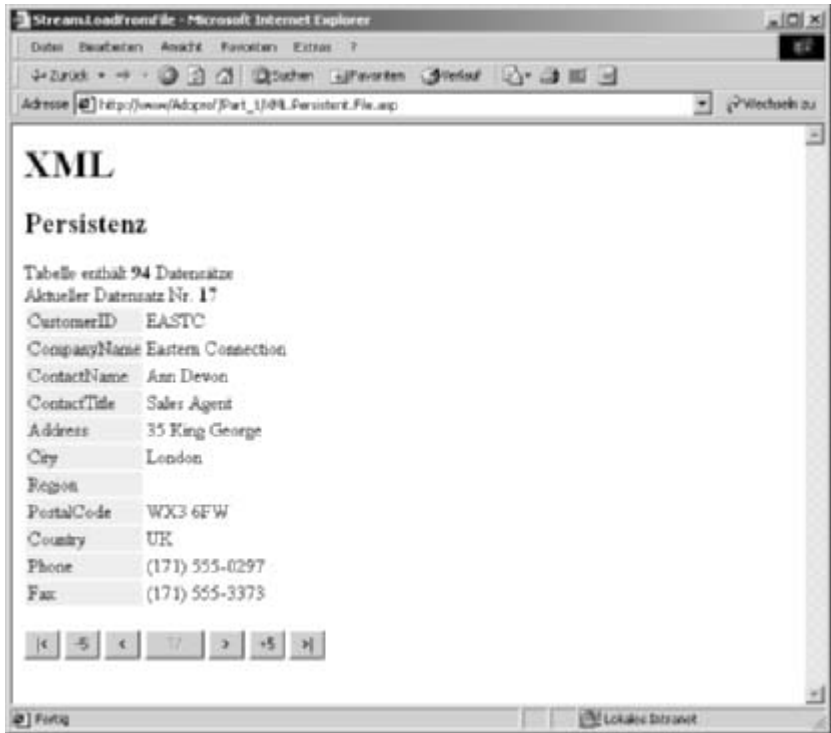 Stream.LoadFromFile - Microsoft Internet Explorer
Datei Bearbeiten Ansicht Favoriten Extras ?
Zurück Suchen Favoriten Verlauf
Adresse http://www/Adoprof/Part_1/XML.Persistent.File.asp Wechseln zu
XML
Persistenz
Tabelle enthält 94 Datensätze
Aktueller Datensatz Nr. 17
CustomerID EASTC
CompanyName Eastern Connection
ContactName Ann Devon
ContactTitle Sales Agent
Address 35 King George
City London
Region
PostalCode WX3 6FW
Country UK
Phone (171) 555-0297
Fax (171) 555-3373
|< -5 < 17 > +5 >|
Fertig Lokales Intranet